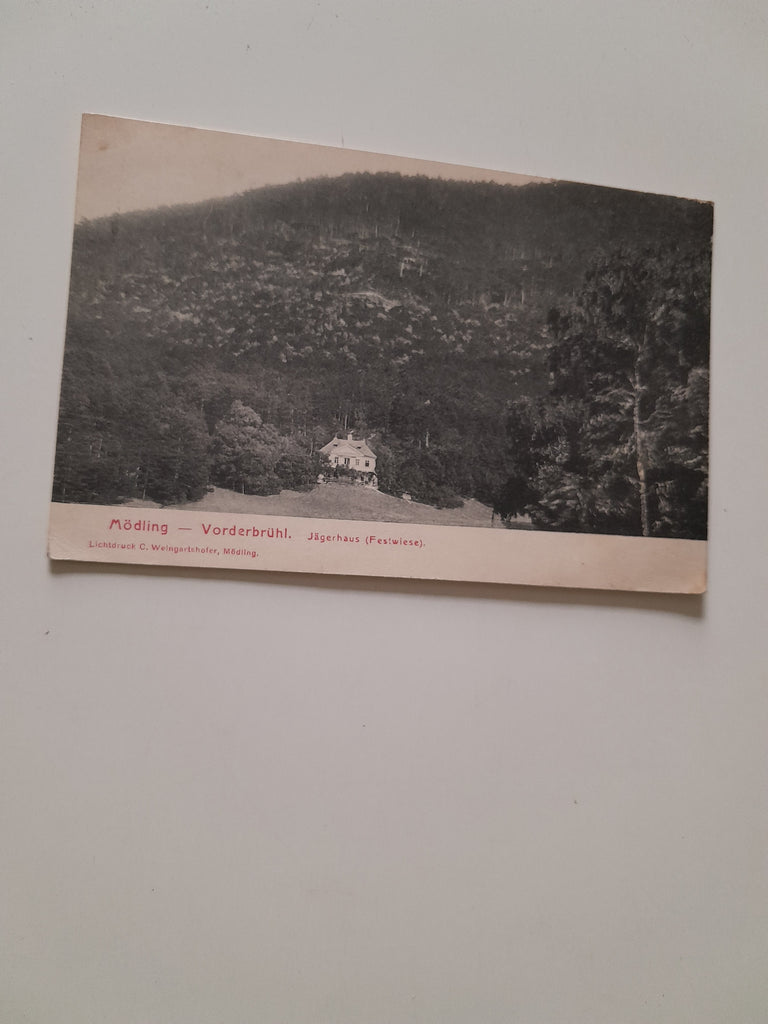 Mödling — Vorderbrühl. Jägerhaus (Festwiese).
Lichtdruck C. Weingartshofer, Mödling.